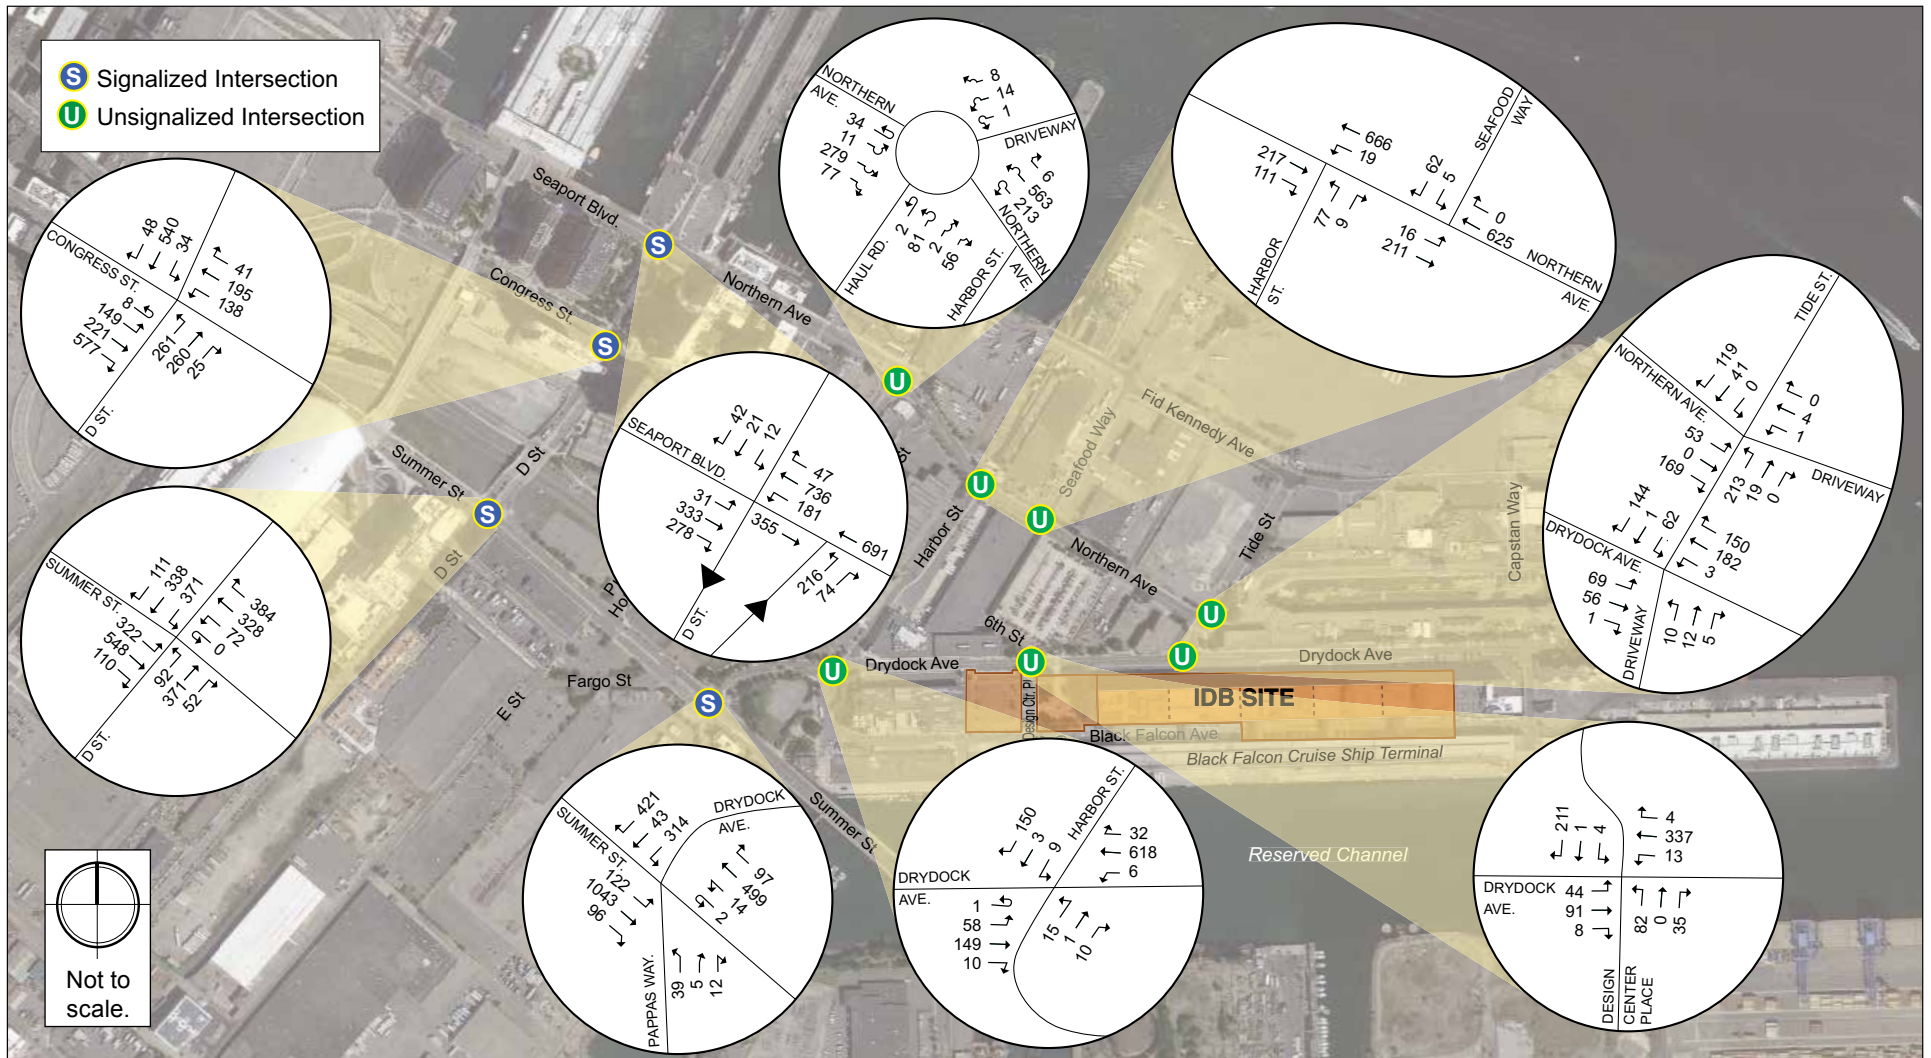 Signalized Intersection
Unsignalized Intersection
S
U
Seaport Blvd.
Congress St.
Northern Ave
Summer St
D St
D St
E St
Fargo St
Summer St
Harbor St
Seafood Way
Fid Kennedy Ave
Northern Ave
Tide St
Capstan Way
6th St
Drydock Ave
Drydock Ave
Design Ctr. Pl
IDB SITE
Black Falcon Ave
Black Falcon Cruise Ship Terminal
Reserved Channel
Not to
scale.
CONGRESS ST.
D ST.
48
540
34
41
195
138
8
149
221
577
261
260
25
SUMMER ST.
D ST.
111
338
371
384
328
72
0
322
548
110
92
371
52
SEAPORT BLVD.
D ST.
42
21
12
47
736
181
31
333
278
355
691
216
74
NORTHERN
AVE.
DRIVEWAY
HAUL RD.
HARBOR ST.
NORTHERN
AVE.
8
14
1
34
11
279
77
6
563
213
2
81
2
56
SEAFOOD
WAY
HARBOR
ST.
NORTHERN
AVE.
666
19
217
111
77
9
62
5
0
625
16
211
TIDE ST.
NORTHERN AVE.
DRIVEWAY
DRYDOCK AVE.
DRIVEWAY
119
41
0
0
4
1
53
0
169
213
19
0
144
1
62
150
182
3
69
56
1
10
12
5
SUMMER ST.
DRYDOCK
AVE.
PAPPAS WAY.
421
43
314
97
499
14
2
122
1043
96
39
5
12
DRYDOCK
AVE.
HARBOR ST.
150
3
9
32
618
6
1
58
149
10
15
1
10
DRYDOCK
AVE.
DESIGN
CENTER
PLACE
211
1
4
4
337
13
44
91
8
82
0
35